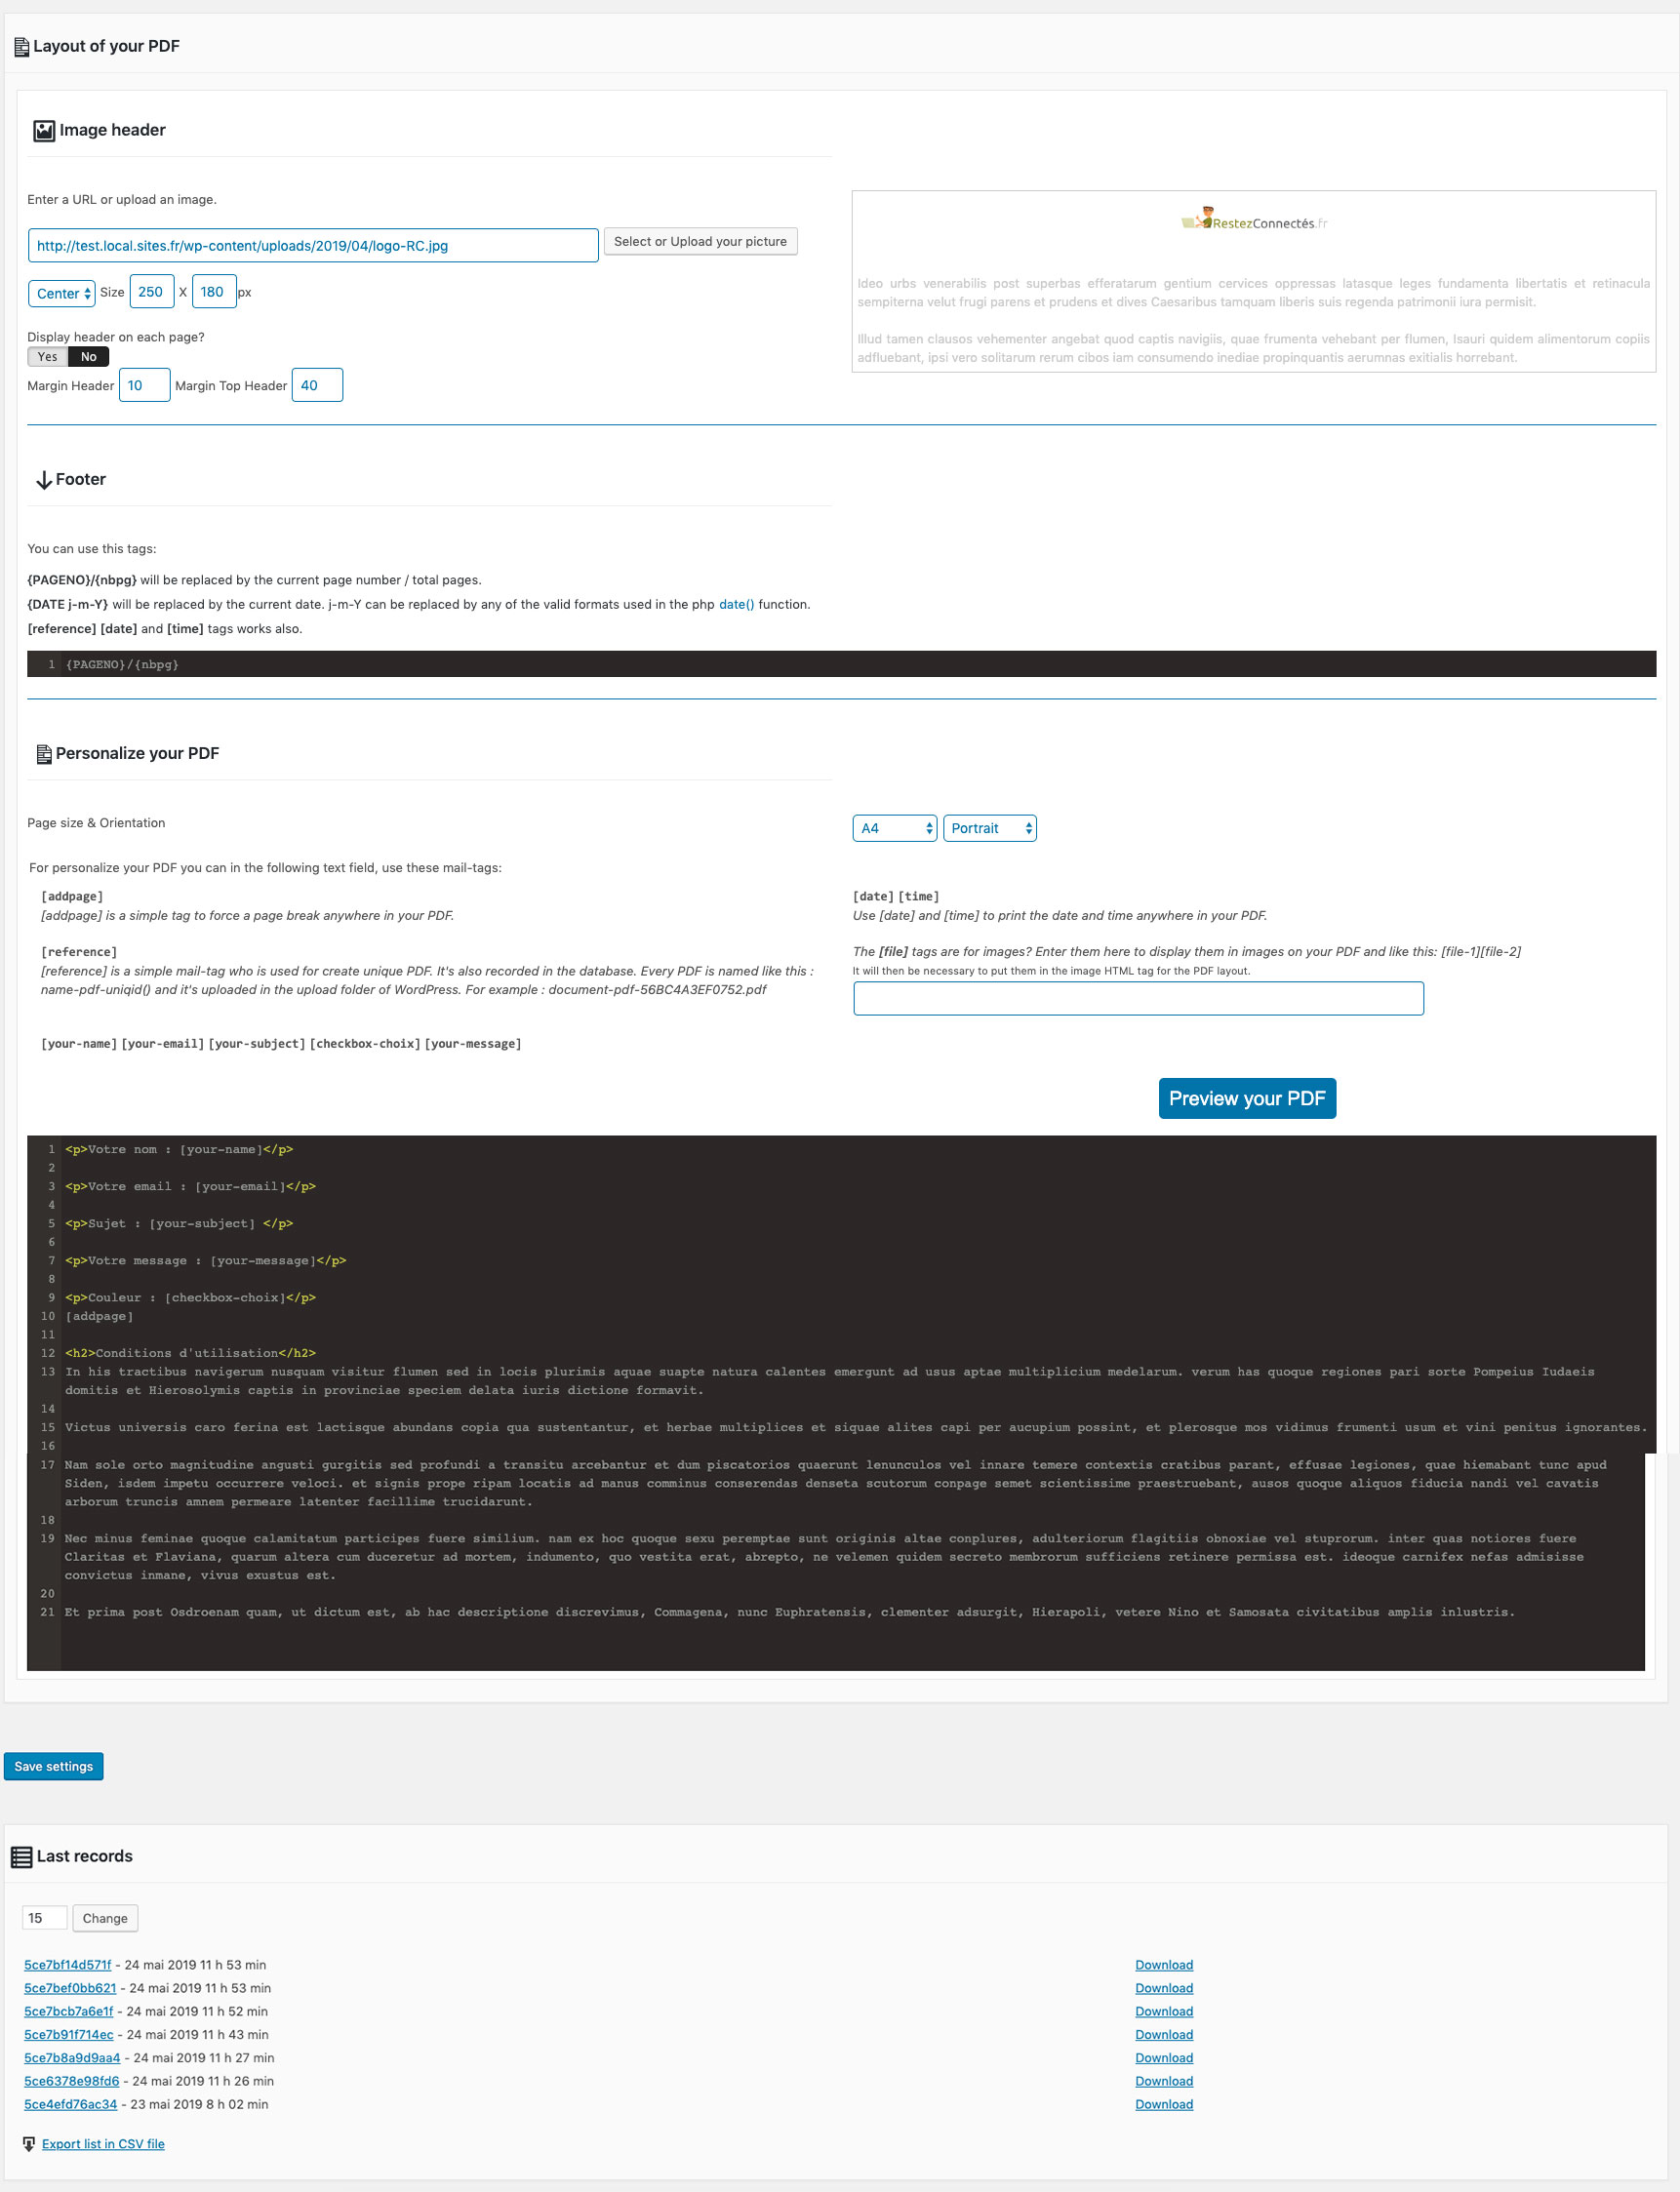 Layout of your PDF
Image header
Enter a URL or upload an image.
http://test.local.sites.fr/wp-content/uploads/2019/04/logo-RC.jpg
Select or Upload your picture
Center Size 250 X 180 px
Display header on each page?
Yes No
Margin Header 10 Margin Top Header 40
RestezConnectés.fr
Ideo urbs venerabilis post superbas efferatarum gentium cervices oppressas latasque leges fundamenta libertatis et retinacula
sempiterna velut frugi parens et prudens et dives Caesaribus tamquam liberis suis regenda patrimonii iura permisit.
Illud tamen clausos vehementer angebat quod captis navigiis, quae frumenta vehebant per flumen, Isauri quidem alimentorum copiis
adfluebant, ipsi vero solitarum rerum cibos iam consumendo inediae propinquantis aerumnas exitialis horrebant.
Footer
You can use this tags:
{PAGENO}/{nbpg} will be replaced by the current page number / total pages.
{DATE j-m-Y} will be replaced by the current date. j-m-Y can be replaced by any of the valid formats used in the php date() function.
[reference] [date] and [time] tags works also.
1 {PAGENO}/{nbpg}
Personalize your PDF
Page size & Orientation
A4 Portrait
For personalize your PDF you can in the following text field, use these mail-tags:
[addpage]
[addpage] is a simple tag to force a page break anywhere in your PDF.
[date] [time]
Use [date] and [time] to print the date and time anywhere in your PDF.
[reference]
[reference] is a simple mail-tag who is used for create unique PDF. It's also recorded in the database. Every PDF is named like this :
name-pdf-uniqid() and it's uploaded in the upload folder of WordPress. For example : document-pdf-56BC4A3EF0752.pdf
The [file] tags are for images? Enter them here to display them in images on your PDF and like this: [file-1][file-2]
It will then be necessary to put them in the image HTML tag for the PDF layout.
[your-name] [your-email] [your-subject] [checkbox-choix] [your-message]
Preview your PDF
1 <p>Votre nom : [your-name]</p>
2
3 <p>Votre email : [your-email]</p>
4
5 <p>Sujet : [your-subject] </p>
6
7 <p>Votre message : [your-message]</p>
8
9 <p>Couleur : [checkbox-choix]</p>
10 [addpage]
11
12 <h2>Conditions d'utilisation</h2>
13 In his tractibus navigerum nusquam visitur flumen sed in locis plurimis aquae suapte natura calentes emergunt ad usus aptae multiplicium medelarum. verum has quoque regiones pari sorte Pompeius Iudaeis
domitis et Hierosolymis captis in provinciae speciem delata iuris dictione formavit.
14
15 Victus universis caro ferina est lactisque abundans copia qua sustentantur, et herbae multiplices et siquae alites capi per aucupium possint, et plerosque mos vidimus frumenti usum et vini penitus ignorantes.
16
17 Nam sole orto magnitudine angusti gurgitis sed profundi a transitu arcebantur et dum piscatorios quaerunt lenunculos vel innare temere contextis cratibus parant, effusae legiones, quae hiemabant tunc apud
Siden, isdem impetu occurrere veloci. et signis prope ripam locatis ad manus comminus conserendas denseta scutorum conpage semet scientissime praestruebant, ausos quoque aliquos fiducia nandi vel cavatis
arborum truncis amnem permeare latenter facillime trucidarunt.
18
19 Nec minus feminae quoque calamitatum participes fuere similium. nam ex hoc quoque sexu peremptae sunt originis altae conplures, adulteriorum flagitiis obnoxiae vel stuprorum. inter quas notiores fuere
Claritas et Flaviana, quarum altera cum duceretur ad mortem, indumento, quo vestita erat, abrepto, ne velemen quidem secreto membrorum sufficiens retinere permissa est. ideoque carnifex nefas admisisse
convictus inmane, vivus exustus est.
20
21 Et prima post Osdroenam quam, ut dictum est, ab hac descriptione discrevimus, Commagena, nunc Euphratensis, clementer adsurgit, Hierapoli, vetere Nino et Samosata civitatibus amplis inlustris.
Save settings
Last records
15 Change
5ce7bf14d571f - 24 mai 2019 11 h 53 min Download
5ce7bef0bb621 - 24 mai 2019 11 h 53 min Download
5ce7bcb7a6e1f - 24 mai 2019 11 h 52 min Download
5ce7b91f714ec - 24 mai 2019 11 h 43 min Download
5ce7b8a9d9aa4 - 24 mai 2019 11 h 27 min Download
5ce6378e98fd6 - 24 mai 2019 11 h 26 min Download
5ce4efd76ac34 - 23 mai 2019 8 h 02 min Download
Export list in CSV file